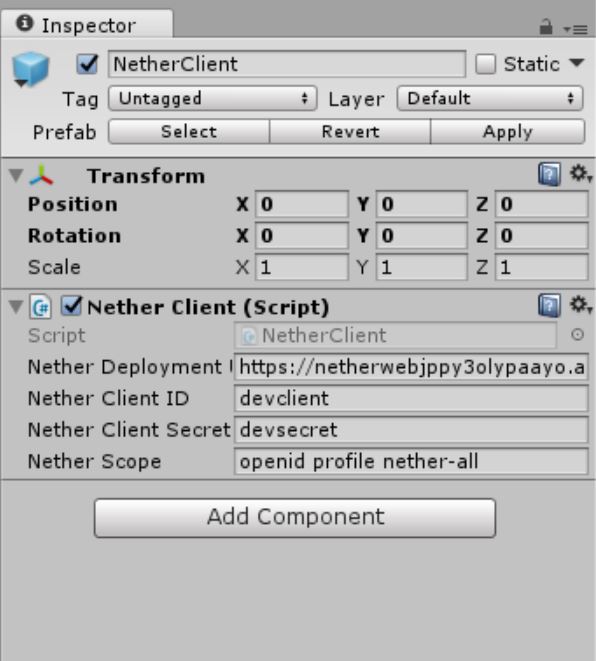 Inspector
NetherClient Static
Tag Untagged Layer Default
Prefab Select Revert Apply
Transform
Position X 0 Y 0 Z 0
Rotation X 0 Y 0 Z 0
Scale X 1 Y 1 Z 1
Nether Client (Script)
Script NetherClient
Nether Deployment https://netherwebjppy3olypaayo.a
Nether Client ID devclient
Nether Client Secret devsecret
Nether Scope openid profile nether-all
Add Component